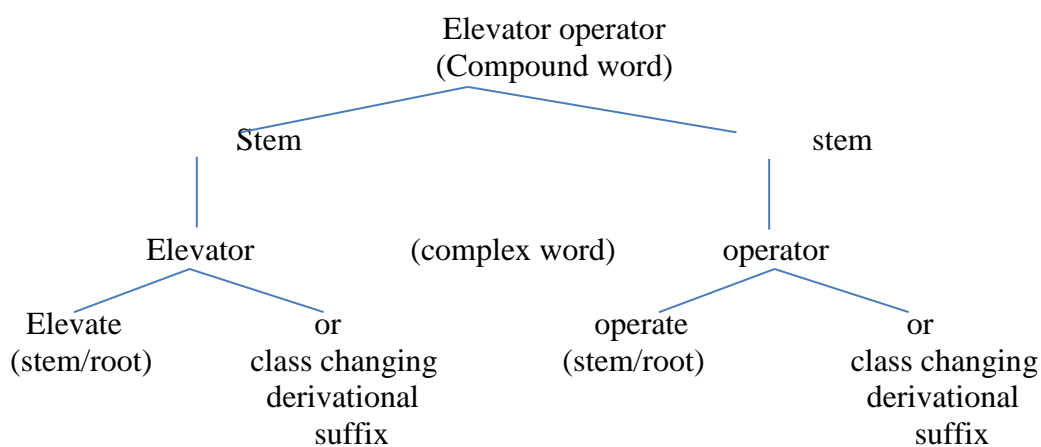 Elevator operator
(Compound word)
Stem stem
Elevator (complex word) operator
Elevate or operate or
(stem/root) class changing (stem/root) class changing
derivational derivational
suffix suffix